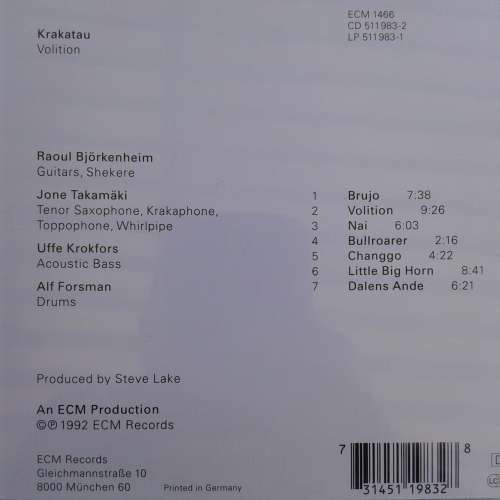 Krakatau
Volition
ECM 1466
CD 511983-2
LP 511983-1
Raoul Björkenheim
Guitars, Shekere
Jone Takamäki
Tenor Saxophone, Krakaphone,
Toppophone, Whirlpipe
Uffe Krokfors
Acoustic Bass
Alf Forsman
Drums
1 Brujo 7:38
2 Volition 9:26
3 Nai 6:03
4 Bullroarer 2:16
5 Changgo 4:22
6 Little Big Horn 8:41
7 Dalens Ande 6:21
Produced by Steve Lake
An ECM Production
©℗ 1992 ECM Records
ECM Records
Gleichmannstraße 10
8000 München 60
Printed in Germany
7 31451 19832 8
LC